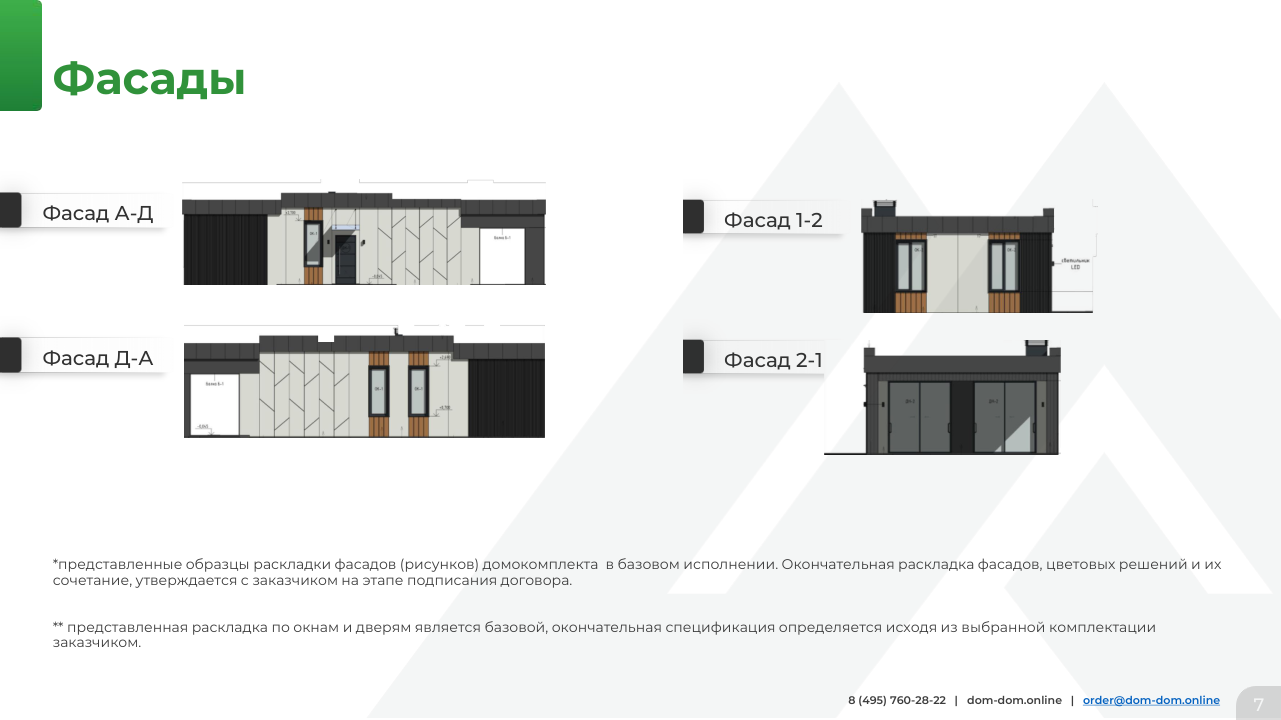 Фасады
Фасад А-Д
Фасад 1-2
светильник
LED
Фасад Д-А
Фасад 2-1
*представленные образцы раскладки фасадов (рисунков) домокомплекта  в базовом исполнении. Окончательная раскладка фасадов, цветовых решений и их
сочетание, утверждается с заказчиком на этапе подписания договора.
** представленная раскладка по окнам и дверям является базовой, окончательная спецификация определяется исходя из выбранной комплектации
заказчиком.
8 (495) 760-28-22 | dom-dom.online | order@dom-dom.online
7